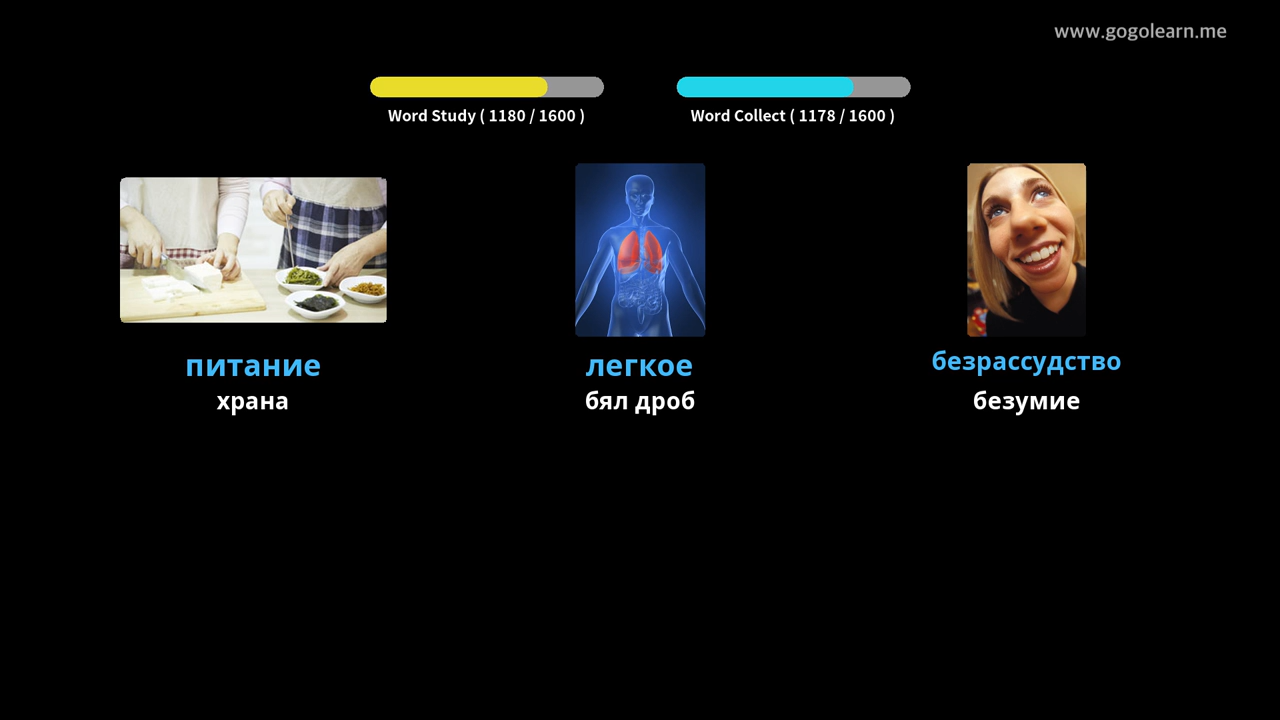 www.gogolearn.me
Word Study ( 1180 / 1600 )
Word Collect ( 1178 / 1600 )
питание
легкое
безрассудство
храна
бял дроб
безумие